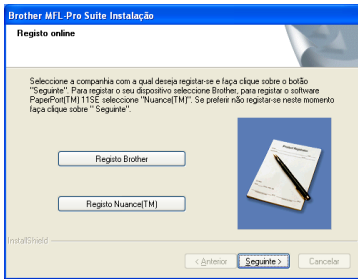 Brother MFL-Pro Suite Instalação
Registo online
Seleccione a companhia com a qual deseja registar-se e faça clique sobre o botão
"Seguinte". Para registar o seu dispositivo seleccione Brother, para registar o software
PaperPort(TM) 11SE seleccione "Nuance(TM)". Se preferir não registar-se neste momento
faça clique sobre " Seguinte".
Product Registration
Registo Brother
Registo Nuance(TM)
InstallShield
< Anterior
Seguinte >
Cancelar